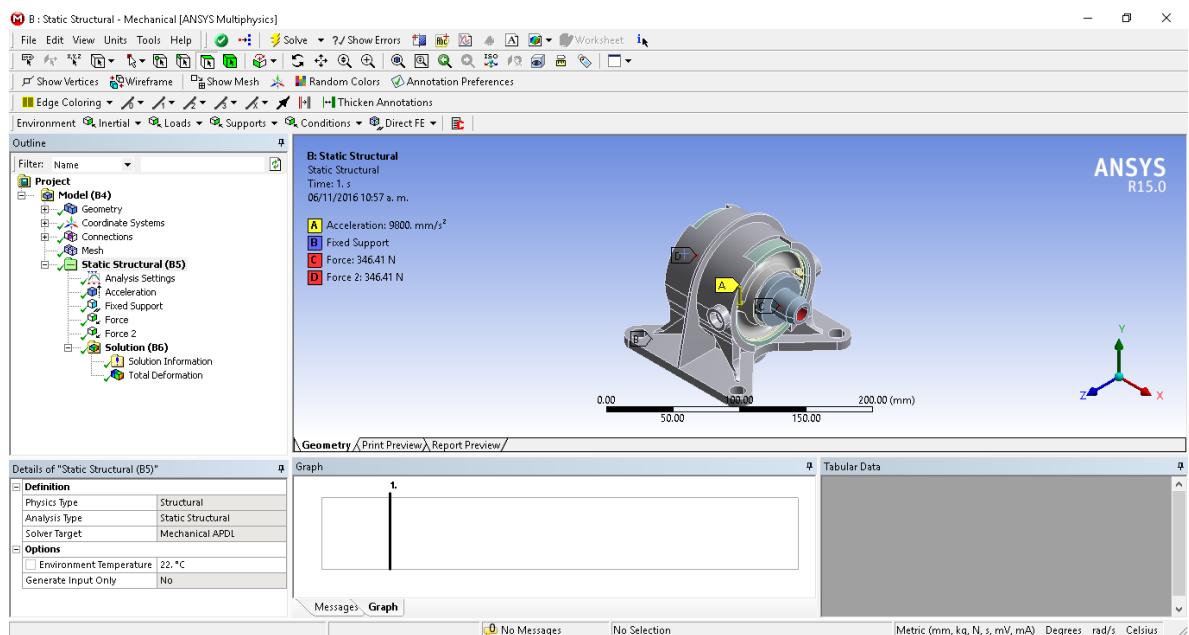 B : Static Structural - Mechanical [ANSYS Multiphysics]
File Edit View Units Tools Help Solve ?/ Show Errors Worksheet
Show Vertices Wireframe Show Mesh Random Colors Annotation Preferences
Edge Coloring Thicken Annotations
Environment Inertial Loads Supports Conditions Direct FE
Outline
Filter: Name
Project
Model (B4)
Geometry
Coordinate Systems
Connections
Mesh
Static Structural (B5)
Analysis Settings
Acceleration
Fixed Support
Force
Force 2
Solution (B6)
Solution Information
Total Deformation
B: Static Structural
Static Structural
Time: 1. s
06/11/2016 10:57 a. m.
A Acceleration: 9800. mm/s²
B Fixed Support
C Force: 346.41 N
D Force 2: 346.41 N
ANSYS
R15.0
D
A
C
B
Y
Z
X
0.00 100.00 200.00 (mm)
50.00 150.00
Geometry Print Preview Report Preview
Details of "Static Structural (B5)"
Definition
Physics Type Structural
Analysis Type Static Structural
Solver Target Mechanical APDL
Options
Environment Temperature 22. °C
Generate Input Only No
Graph
1.
Messages Graph
Tabular Data
0 No Messages No Selection Metric (mm, kg, N, s, mV, mA) Degrees rad/s Celsius